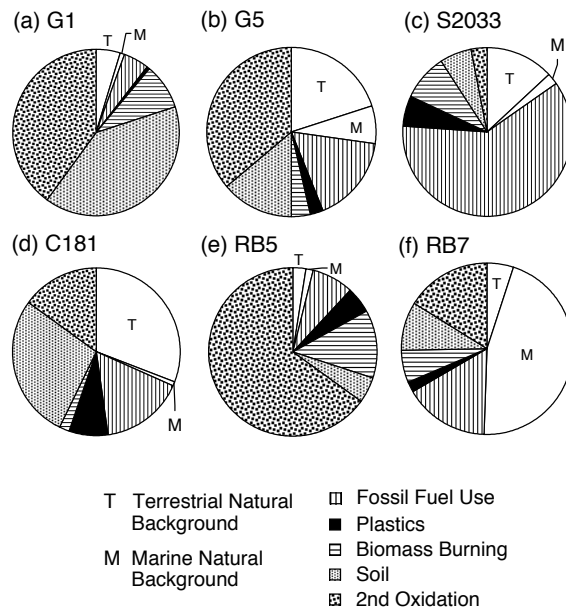 (a) G1
T
M
(b) G5
T
M
(c) S2033
T
M
(d) C181
T
M
(e) RB5
T
M
(f) RB7
T
M
T Terrestrial Natural
Background
M Marine Natural
Background
Fossil Fuel Use
Plastics
Biomass Burning
Soil
2nd Oxidation